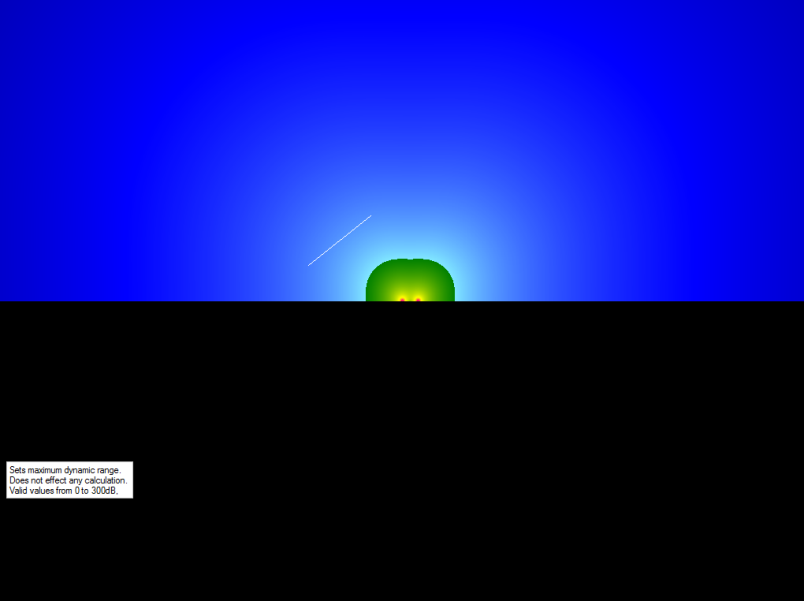 Sets maximum dynamic range.
Does not effect any calculation.
Valid values from 0 to 300dB.